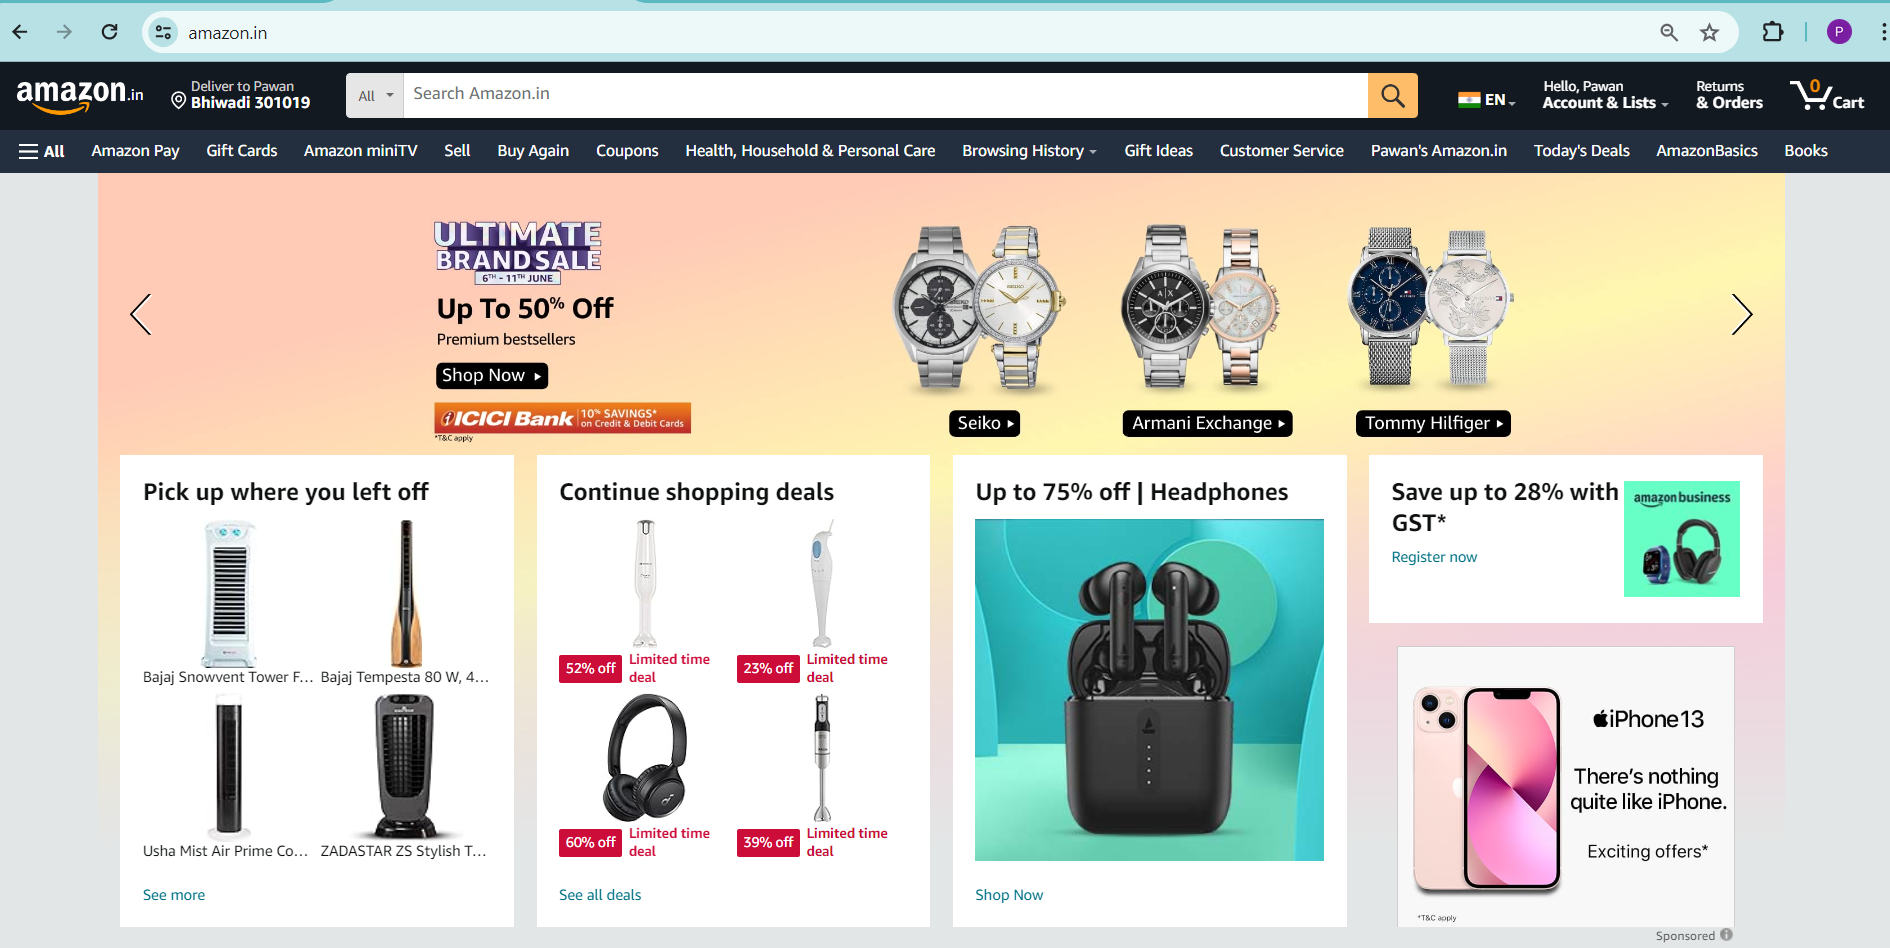 amazon.in
P
amazon.in
Deliver to Pawan
Bhiwadi 301019
All
Search Amazon.in
EN
Hello, Pawan
Account & Lists
Returns
& Orders
0
Cart
All
Amazon Pay
Gift Cards
Amazon miniTV
Sell
Buy Again
Coupons
Health, Household & Personal Care
Browsing History
Gift Ideas
Customer Service
Pawan's Amazon.in
Today's Deals
AmazonBasics
Books
ULTIMATE
BRAND SALE
6TH - 11TH JUNE
Up To 50% Off
Premium bestsellers
Shop Now
ICICI Bank
10% SAVINGS*
on Credit & Debit Cards
*T&C apply
SEIKO
A|X
Seiko
Armani Exchange
Tommy Hilfiger
Pick up where you left off
Bajaj Snowvent Tower F...
Bajaj Tempesta 80 W, 4...
Usha Mist Air Prime Co...
ZADASTAR ZS Stylish T...
See more
Continue shopping deals
52% off
Limited time
deal
23% off
Limited time
deal
60% off
Limited time
deal
39% off
Limited time
deal
See all deals
Up to 75% off | Headphones
Shop Now
Save up to 28% with
GST*
Register now
amazon business
iPhone 13
There's nothing
quite like iPhone.
Exciting offers*
*T&C apply
Sponsored